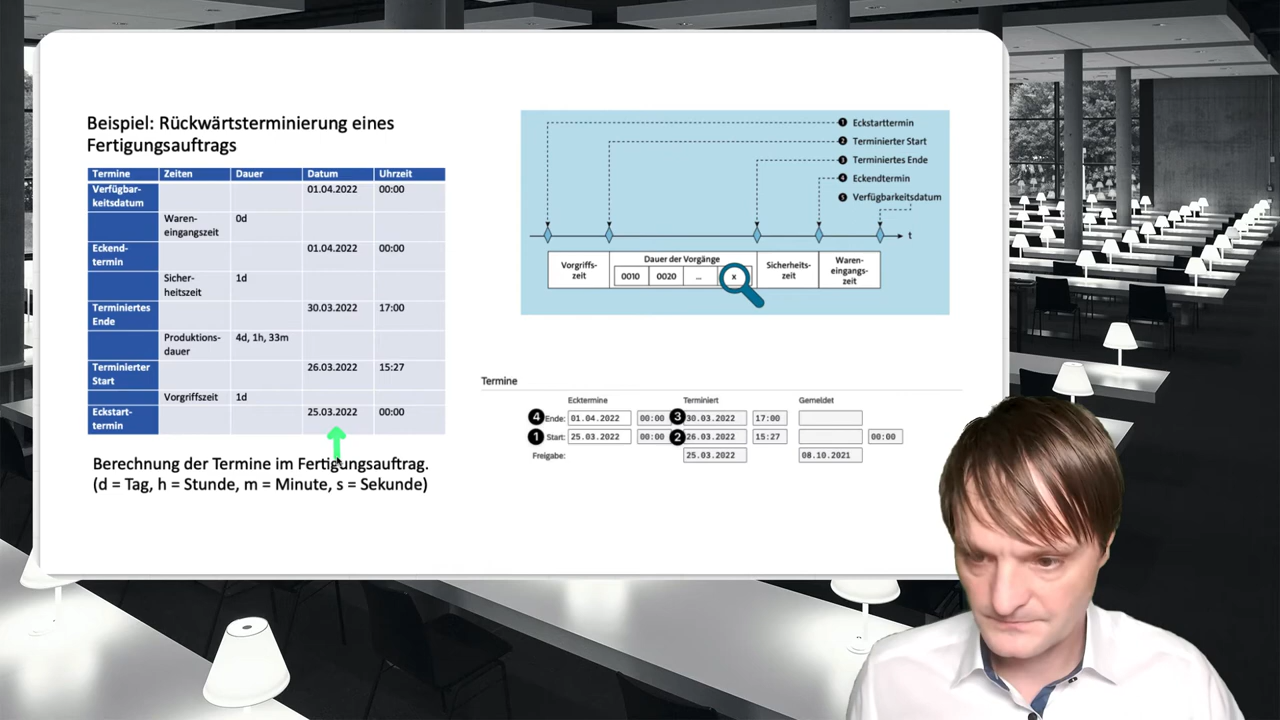 Beispiel: Rückwärtsterminierung eines
Fertigungsauftrags
Termine Zeiten Dauer Datum Uhrzeit
Verfügbar-
keitsdatum 01.04.2022 00:00
Waren-
eingangszeit 0d
Eckend-
termin 01.04.2022 00:00
Sicher-
heitszeit 1d
Terminiertes
Ende 30.03.2022 17:00
Produktions-
dauer 4d, 1h, 33m
Terminierter
Start 26.03.2022 15:27
Vorgriffszeit 1d
Eckstart-
termin 25.03.2022 00:00
Berechnung der Termine im Fertigungsauftrag.
(d = Tag, h = Stunde, m = Minute, s = Sekunde)
1 Eckstarttermin
2 Terminierter Start
3 Terminiertes Ende
4 Eckendtermin
5 Verfügbarkeitsdatum
t
Vorgriffs-
zeit
Dauer der Vorgänge
0010 0020 ... x
Sicherheits-
zeit
Waren-
eingangs-
zeit
Termine
Ecktermine Terminiert Gemeldet
4 Ende: 01.04.2022 00:00 3 30.03.2022 17:00
1 Start: 25.03.2022 00:00 2 26.03.2022 15:27 00:00
Freigabe: 25.03.2022 08.10.2021